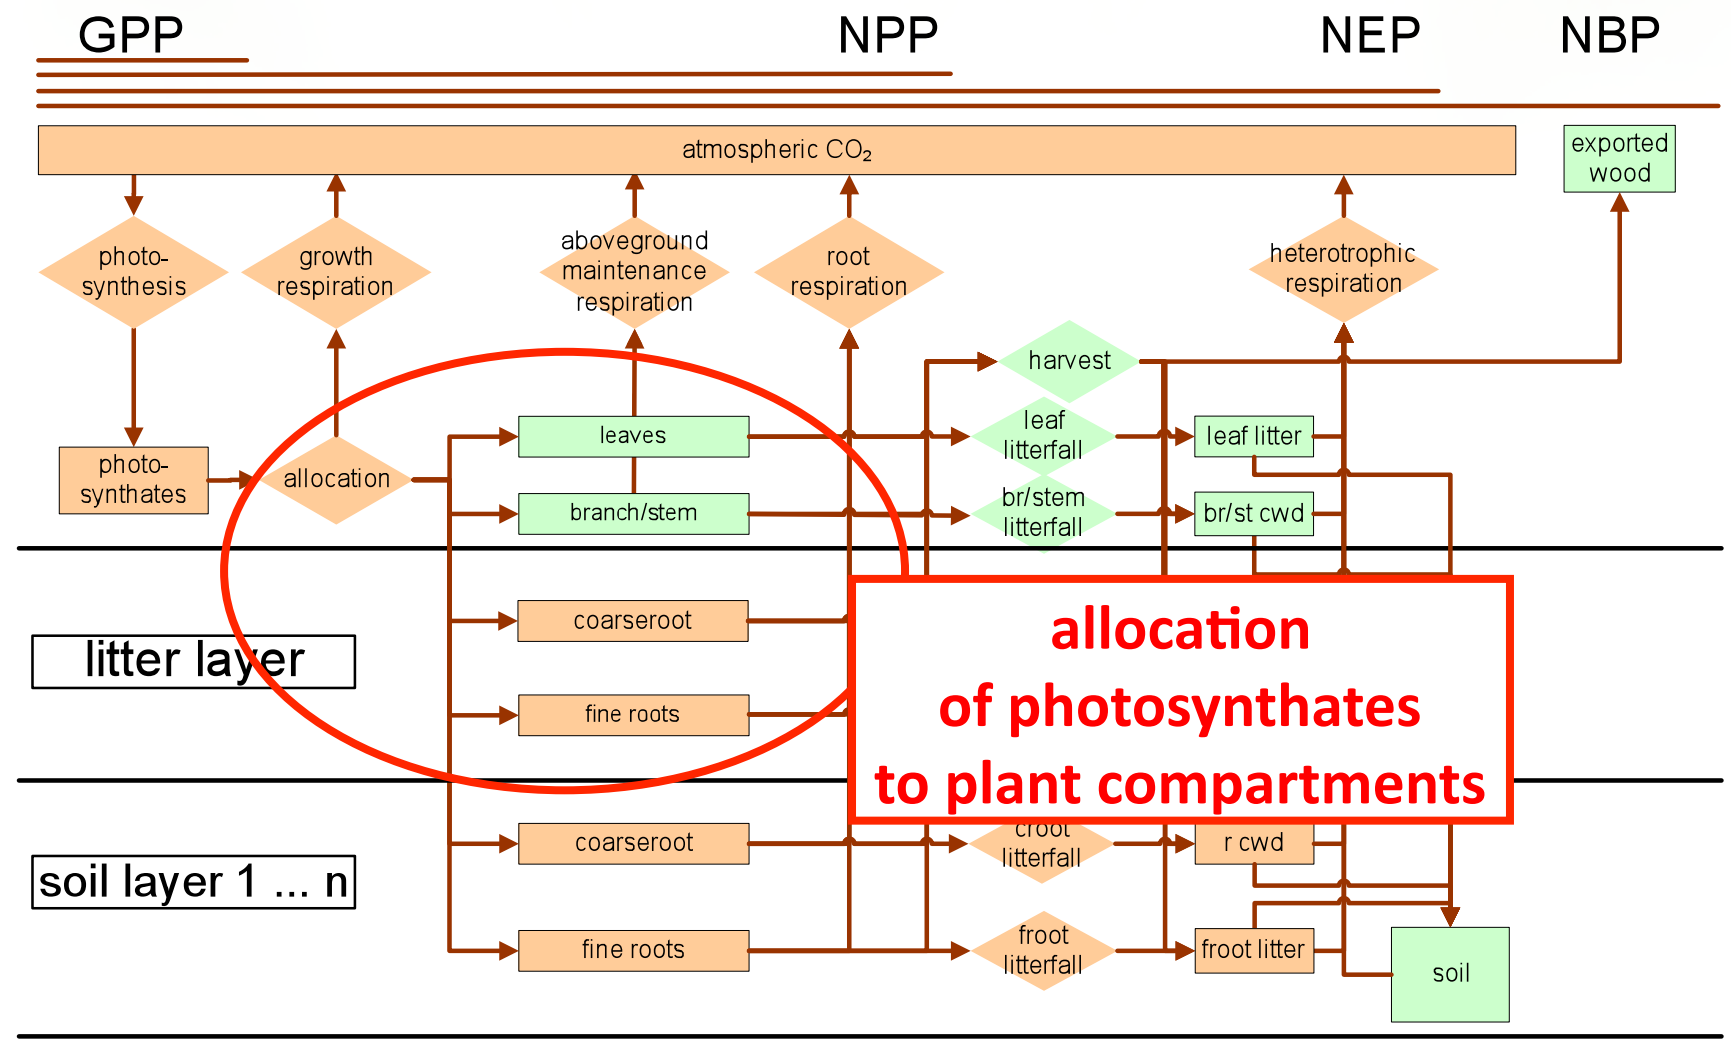 GPP NPP NEP NBP
atmospheric CO₂
exported
wood
photo-
synthesis
growth
respiration
aboveground
maintenance
respiration
root
respiration
heterotrophic
respiration
harvest
photo-
synthates
allocation
leaves
leaf
litterfall
leaf litter
branch/stem
br/stem
litterfall
br/st cwd
litter layer
coarseroot
fine roots
allocation
of photosynthates
to plant compartments
soil layer 1 ... n
coarseroot
croot
litterfall
r cwd
fine roots
froot
litterfall
froot litter
soil